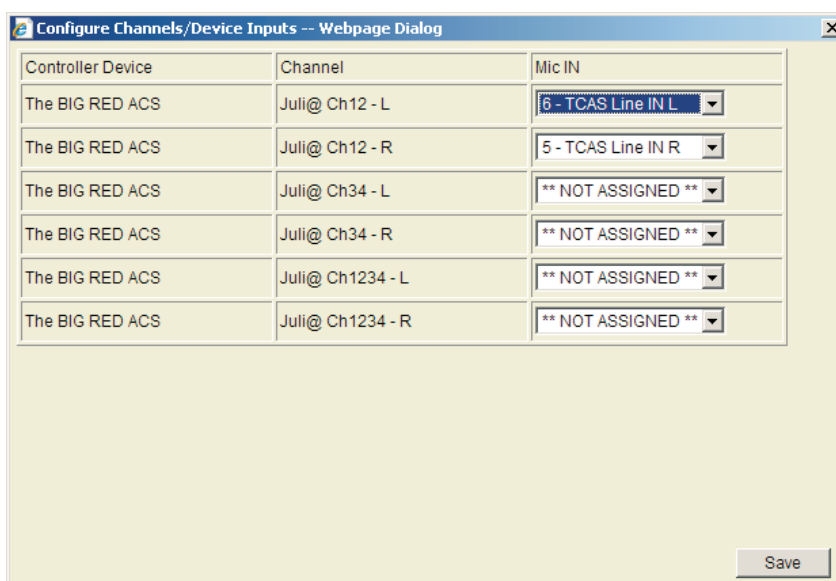 Configure Channels/Device Inputs -- Webpage Dialog
Controller Device Channel Mic IN
The BIG RED ACS Juli@ Ch12 - L 6 - TCAS Line IN L
The BIG RED ACS Juli@ Ch12 - R 5 - TCAS Line IN R
The BIG RED ACS Juli@ Ch34 - L ** NOT ASSIGNED **
The BIG RED ACS Juli@ Ch34 - R ** NOT ASSIGNED **
The BIG RED ACS Juli@ Ch1234 - L ** NOT ASSIGNED **
The BIG RED ACS Juli@ Ch1234 - R ** NOT ASSIGNED **
Save